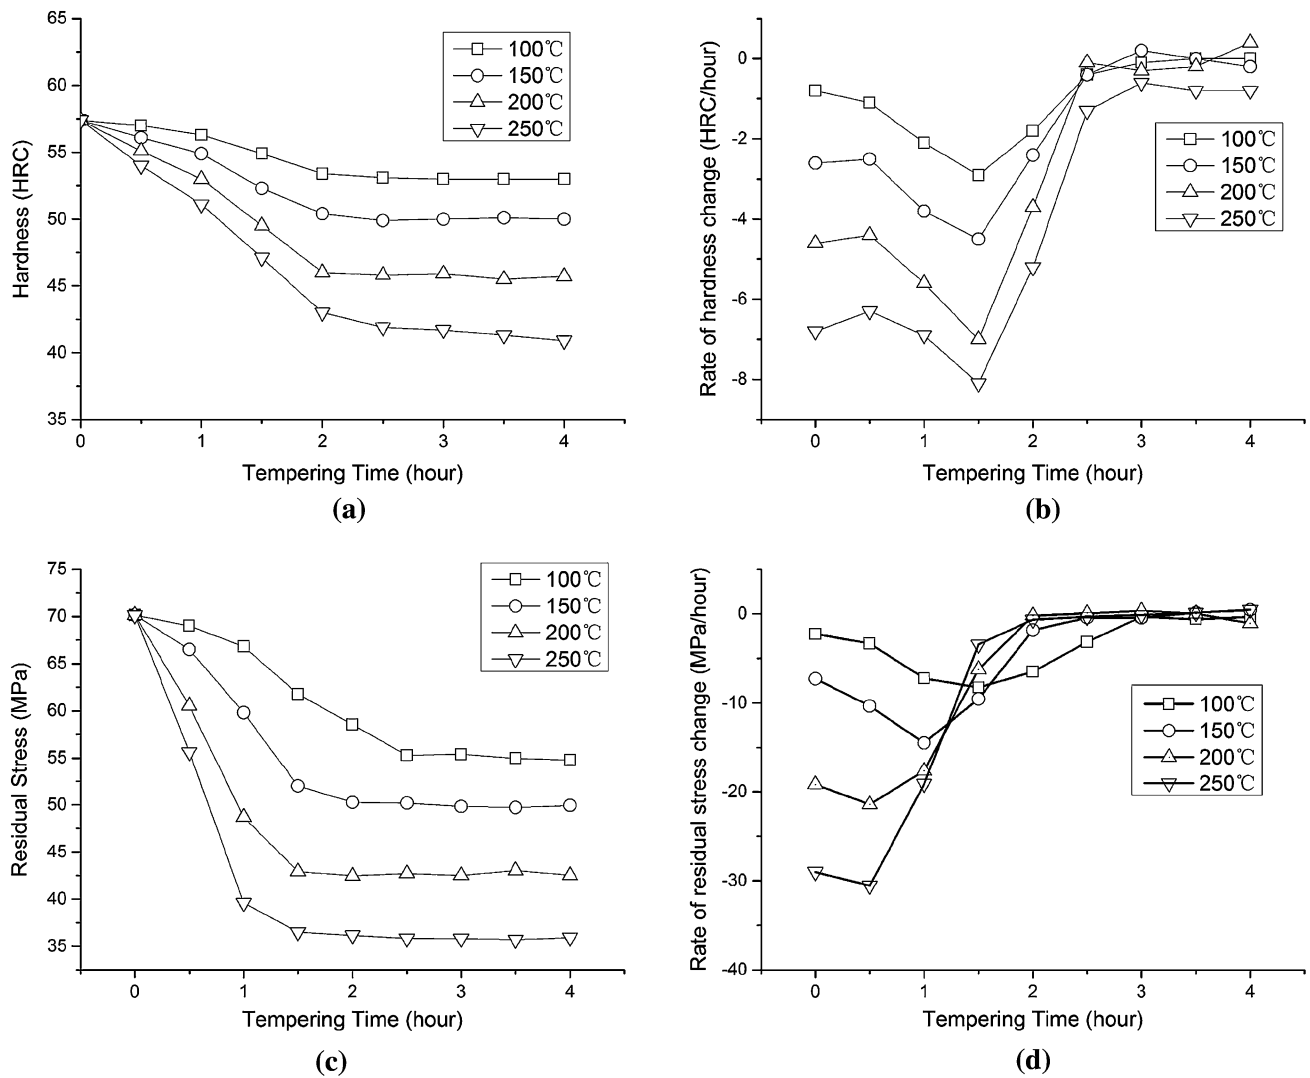 65
60
55
50
45
40
35
Hardness (HRC)
100℃
150℃
200℃
250℃
0 1 2 3 4
Tempering Time (hour)
(a)
0
-2
-4
-6
-8
Rate of hardness change (HRC/hour)
100℃
150℃
200℃
250℃
0 1 2 3 4
Tempering Time (hour)
(b)
75
70
65
60
55
50
45
40
35
Residual Stress (MPa)
100℃
150℃
200℃
250℃
0 1 2 3 4
Tempering Time (hour)
(c)
0
-10
-20
-30
-40
Rate of residual stress change (MPa/hour)
100℃
150℃
200℃
250℃
0 1 2 3 4
Tempering Time (hour)
(d)